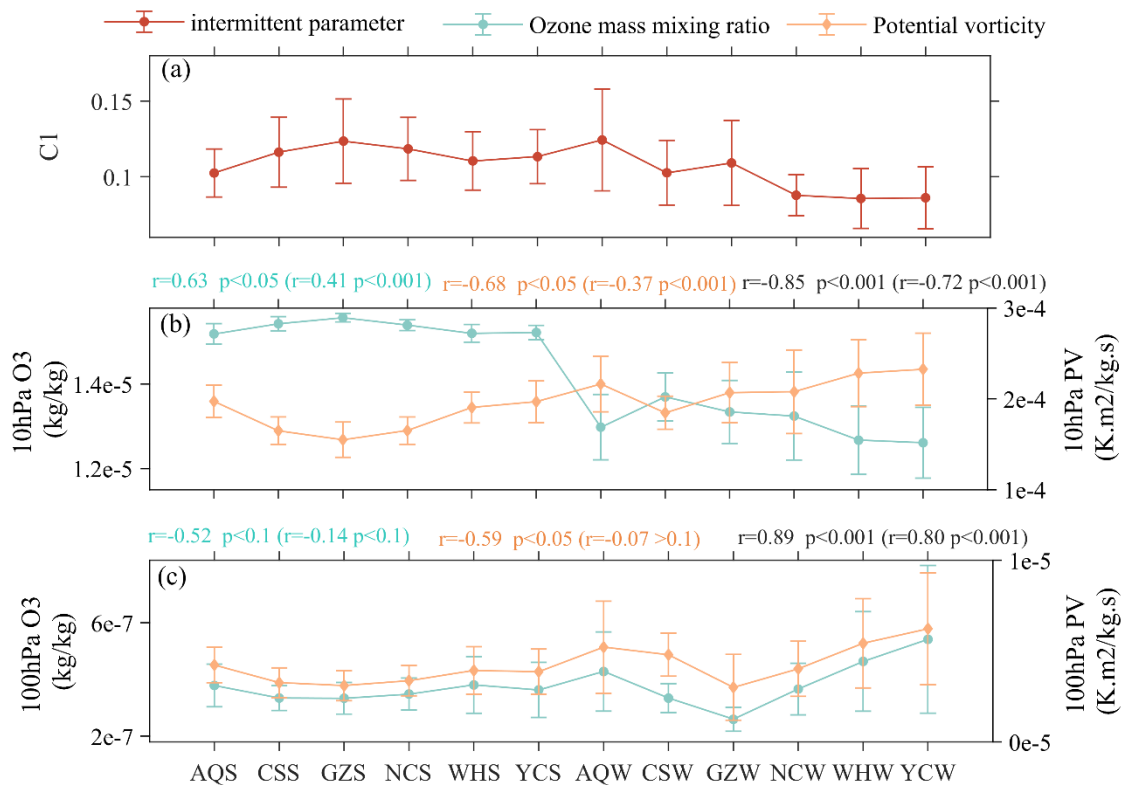 intermittent parameter Ozone mass mixing ratio Potential vorticity
(a)
C1
0.15
0.1
r=0.63 p<0.05 (r=0.41 p<0.001) r=-0.68 p<0.05 (r=-0.37 p<0.001) r=-0.85 p<0.001 (r=-0.72 p<0.001)
(b)
10hPa O3
(kg/kg)
1.4e-5
1.2e-5
3e-4
2e-4
1e-4
10hPa PV
(K.m2/kg.s)
r=-0.52 p<0.1 (r=-0.14 p<0.1) r=-0.59 p<0.05 (r=-0.07 >0.1) r=0.89 p<0.001 (r=0.80 p<0.001)
(c)
100hPa O3
(kg/kg)
6e-7
2e-7
1e-5
0e-5
100hPa PV
(K.m2/kg.s)
AQS CSS GZS NCS WHS YCS AQW CSW GZW NCW WHW YCW